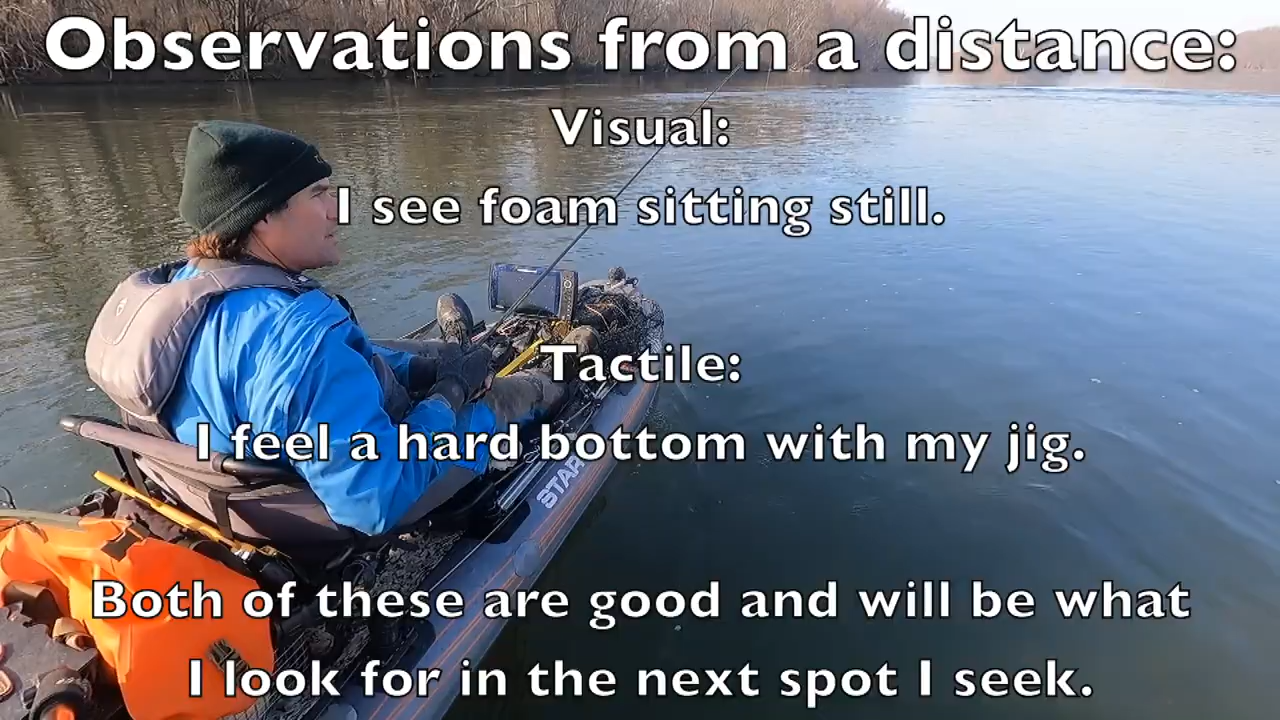 Observations from a distance:
Visual:
I see foam sitting still.
Tactile:
I feel a hard bottom with my jig.
STAR
Both of these are good and will be what
I look for in the next spot I seek.